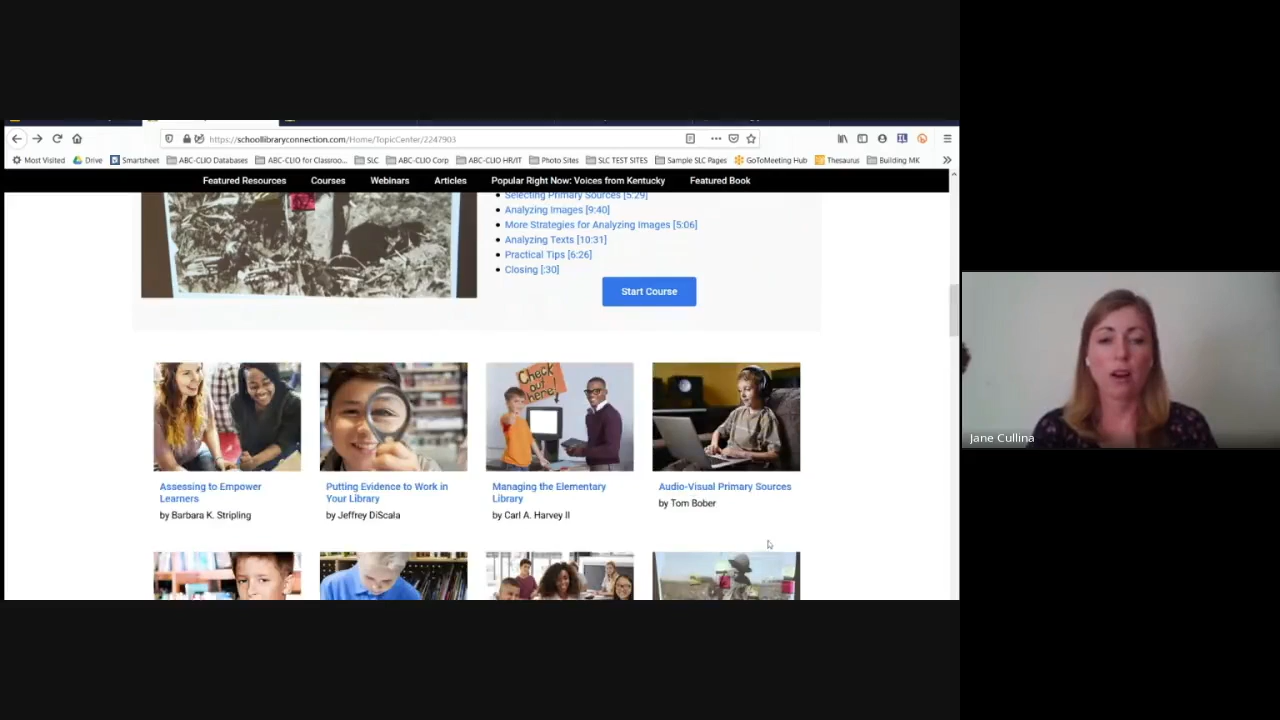 https://schoollibraryconnection.com/Home/TopicCenter/2247903
Most Visited Drive Smartsheet ABC-CLIO Databases ABC-CLIO for Classroo... SLC ABC-CLIO Corp ABC-CLIO HR/IT Photo Sites SLC TEST SITES Sample SLC Pages GoToMeeting Hub Thesaurus Building MK
Featured Resources Courses Webinars Articles Popular Right Now: Voices from Kentucky Featured Book
Selecting Primary Sources [5:29]
Analyzing Images [9:40]
More Strategies for Analyzing Images [5:06]
Analyzing Texts [10:31]
Practical Tips [6:26]
Closing [:30]
Start Course
Check out here!
Assessing to Empower Learners
by Barbara K. Stripling
Putting Evidence to Work in Your Library
by Jeffrey DiScala
Managing the Elementary Library
by Carl A. Harvey II
Audio-Visual Primary Sources
by Tom Bober
Jane Cullina